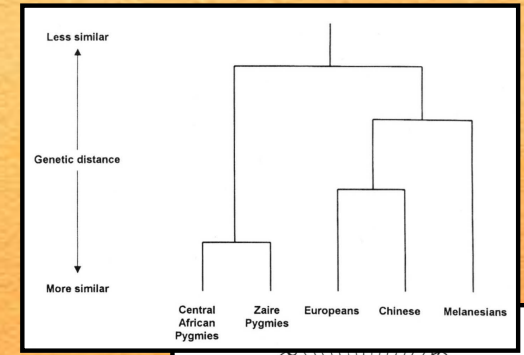 Less similar
Genetic distance
More similar
Central
African
Pygmies
Zaire
Pygmies
Europeans
Chinese
Melanesians